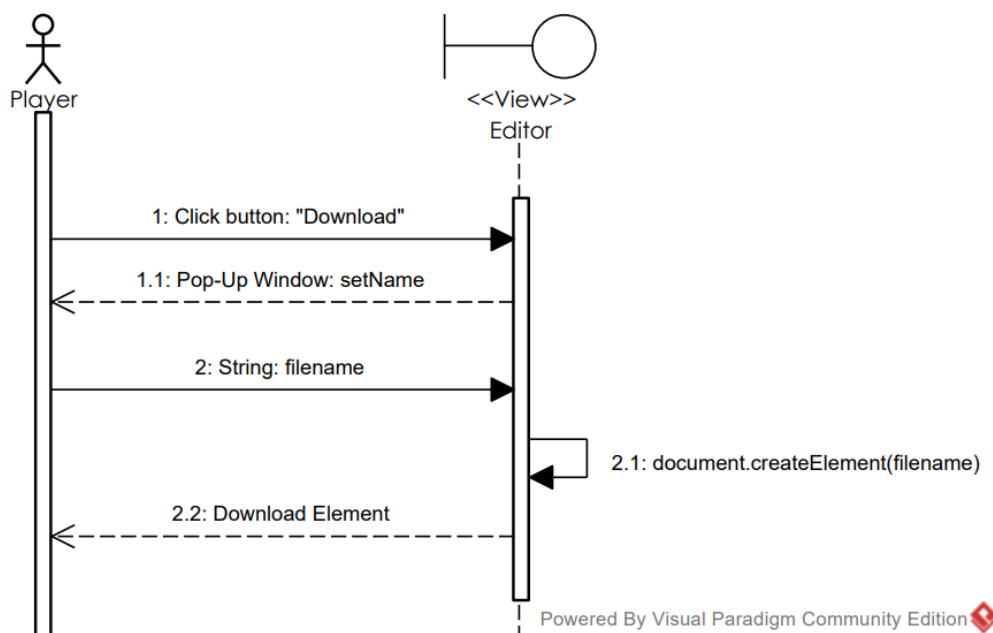 Player
<<View>>
Editor
1: Click button: "Download"
1.1: Pop-Up Window: setName
2: String: filename
2.1: document.createElement(filename)
2.2: Download Element
Powered By Visual Paradigm Community Edition